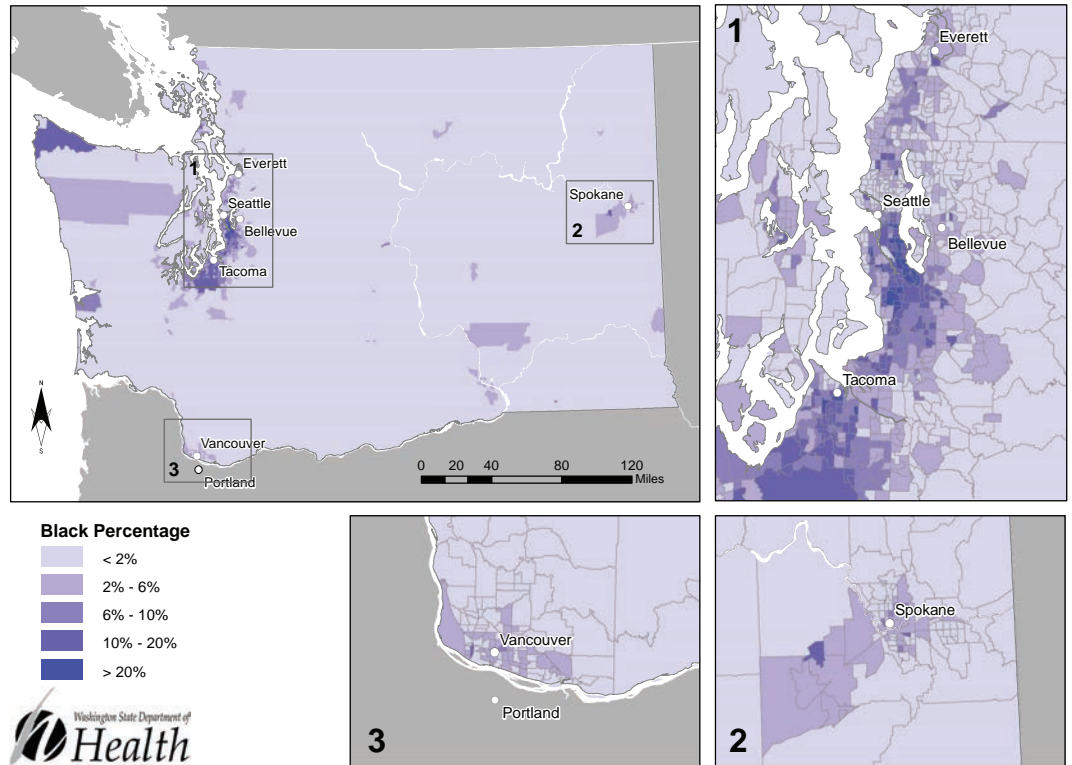 1
Everett
Seattle
Bellevue
Tacoma
Spokane
2
N
S
Vancouver
3
Portland
0 20 40 80 120
Miles
1
Everett
Seattle
Bellevue
Tacoma
Black Percentage
< 2%
2% - 6%
6% - 10%
10% - 20%
> 20%
Washington State Department of
Health
Vancouver
Portland
3
Spokane
2